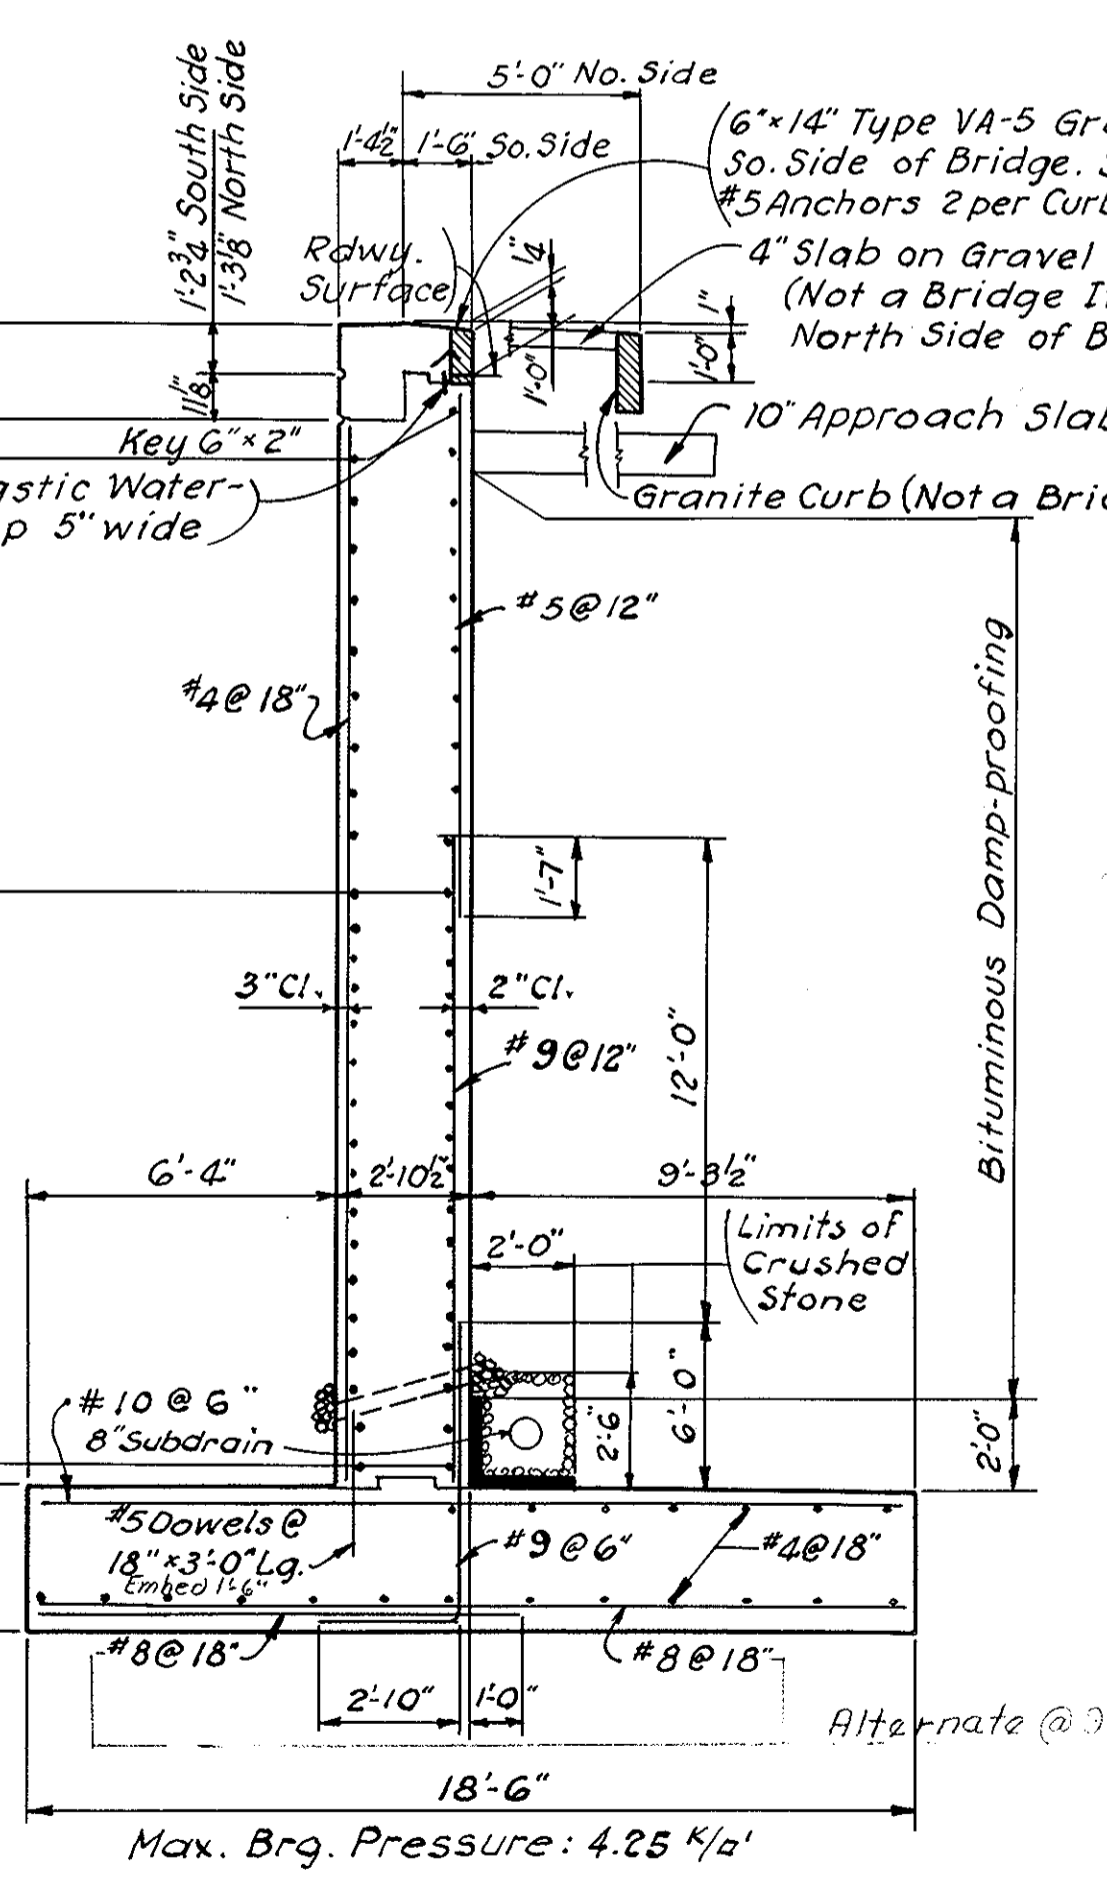 5'-0" No. Side
1'-2¾" South Side
1'-3⅛" North Side
1'-4½"
1'-6" So. Side
6"×14" Type VA-5
So. Side of Bridge.
#5 Anchors 2 per Curb
Rdwy.
Surface
¼"
4" Slab on Gravel
(Not a Bridge
North Side of
1"
1'-0"
1'-0"
Key 6"×2"
10" Approach Slab
Water-
5" wide
Granite Curb (Not a
#5@12"
#4@18"
Bituminous Damp-proofing
1'-7"
3"Cl.
2"Cl.
#9@12"
12'-0"
6'-4"
2'-10½"
9'-3½"
2'-0"
Limits of
Crushed
Stone
#10 @ 6"
8" Subdrain
2'-6"
6'-0"
2'-0"
#5 Dowels @
18"×3'-0" Lg.
Embed 1'-6"
#9 @ 6"
#4@18"
#8@18"
#8@18"
2'-10"
1'-0"
Alternate @
18'-6"
Max. Brg. Pressure: 4.25 K/□'